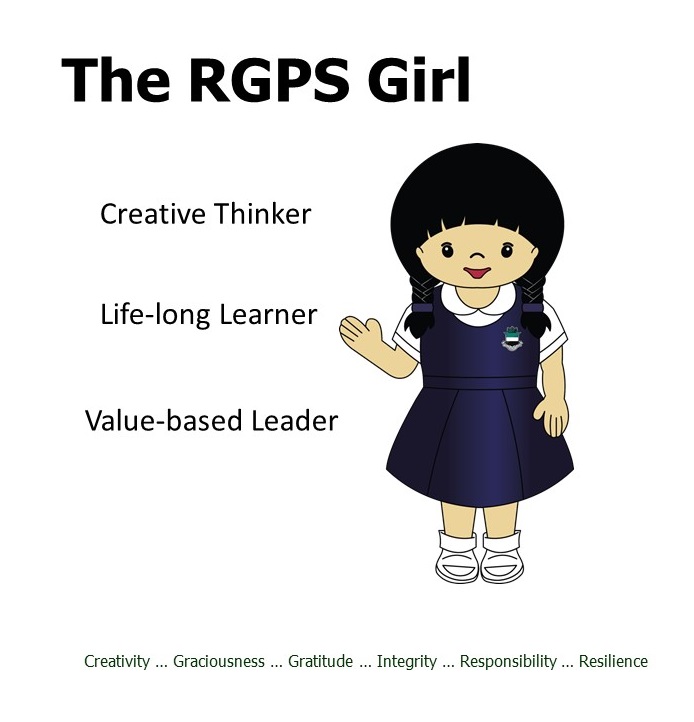 The RGPS Girl
Creative Thinker
Life-long Learner
Value-based Leader
Creativity ... Graciousness ... Gratitude ... Integrity ... Responsibility ... Resilience